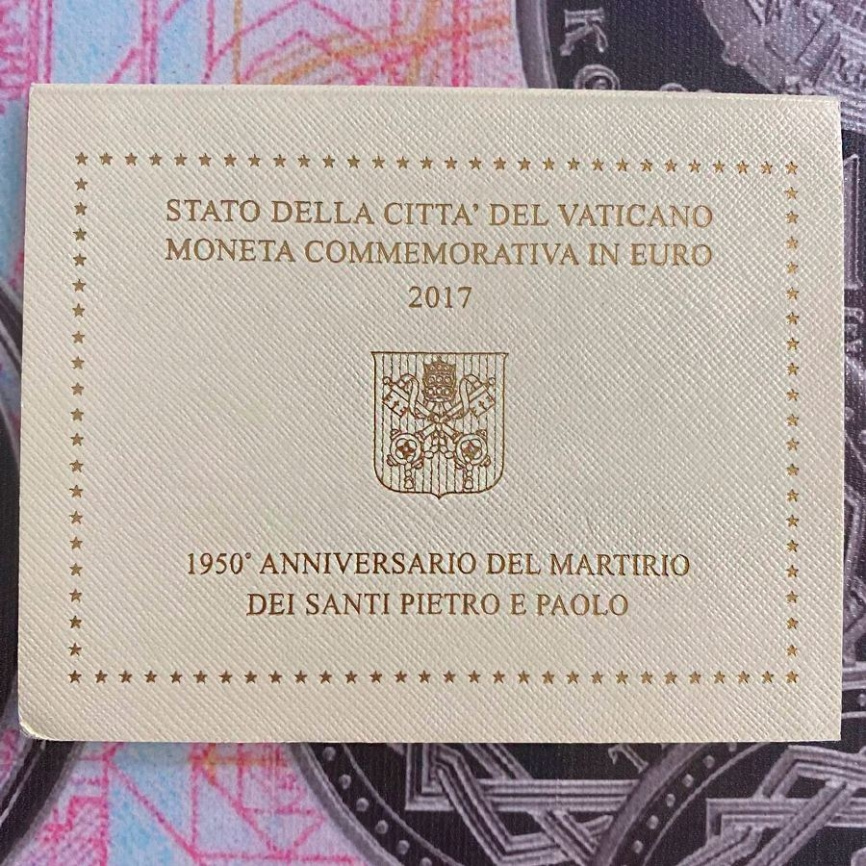 STATO DELLA CITTA' DEL VATICANO
MONETA COMMEMORATIVA IN EURO
2017
1950° ANNIVERSARIO DEL MARTIRIO
DEI SANTI PIETRO E PAOLO